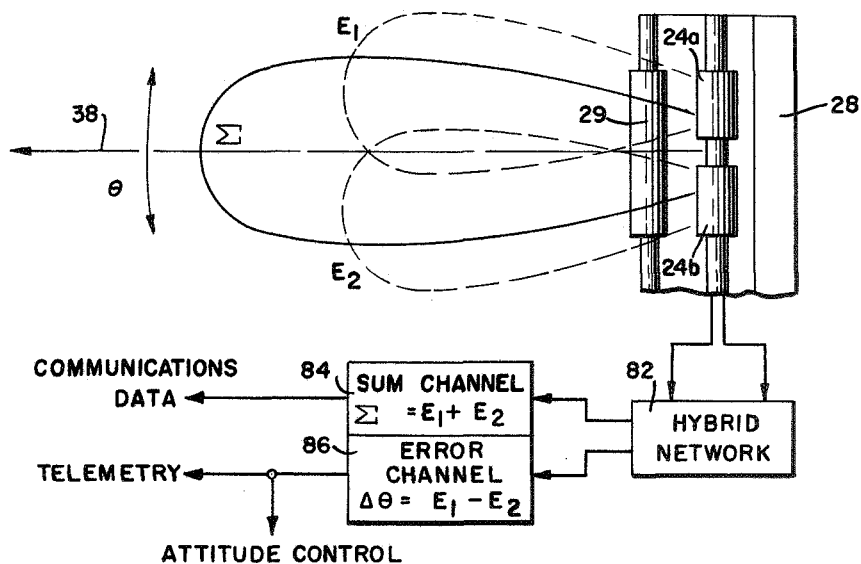 E1
24a
29
28
38
Σ
θ
E2
24b
COMMUNICATIONS
DATA
84
SUM CHANNEL
Σ = E1 + E2
82
HYBRID
NETWORK
86
ERROR
CHANNEL
Δθ = E1 - E2
TELEMETRY
ATTITUDE CONTROL